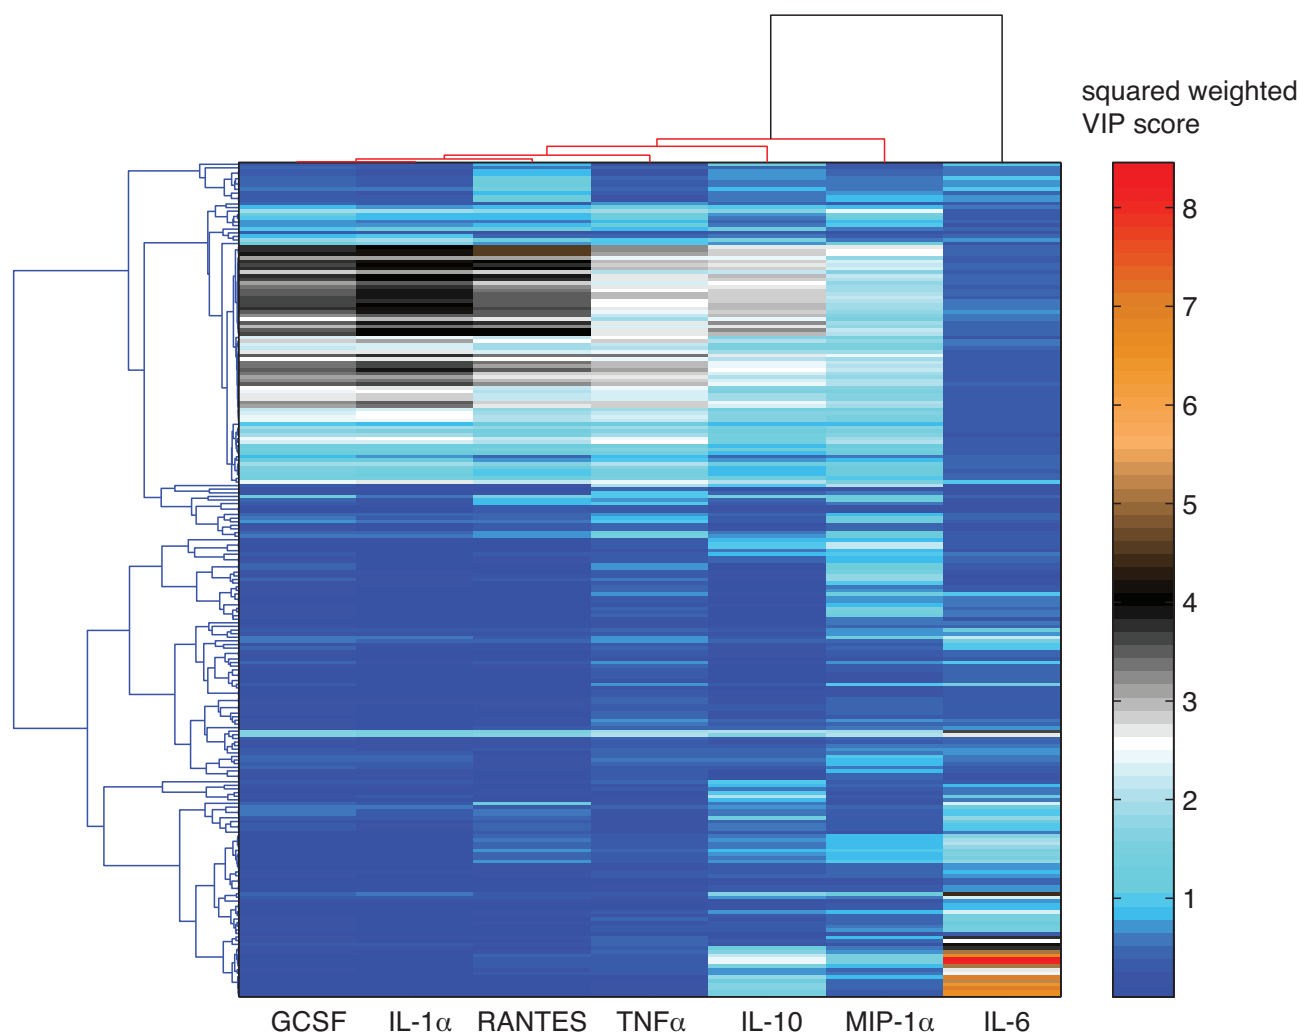 squared weighted
VIP score
8
7
6
5
4
3
2
1
GCSF IL-1α RANTES TNFα IL-10 MIP-1α IL-6